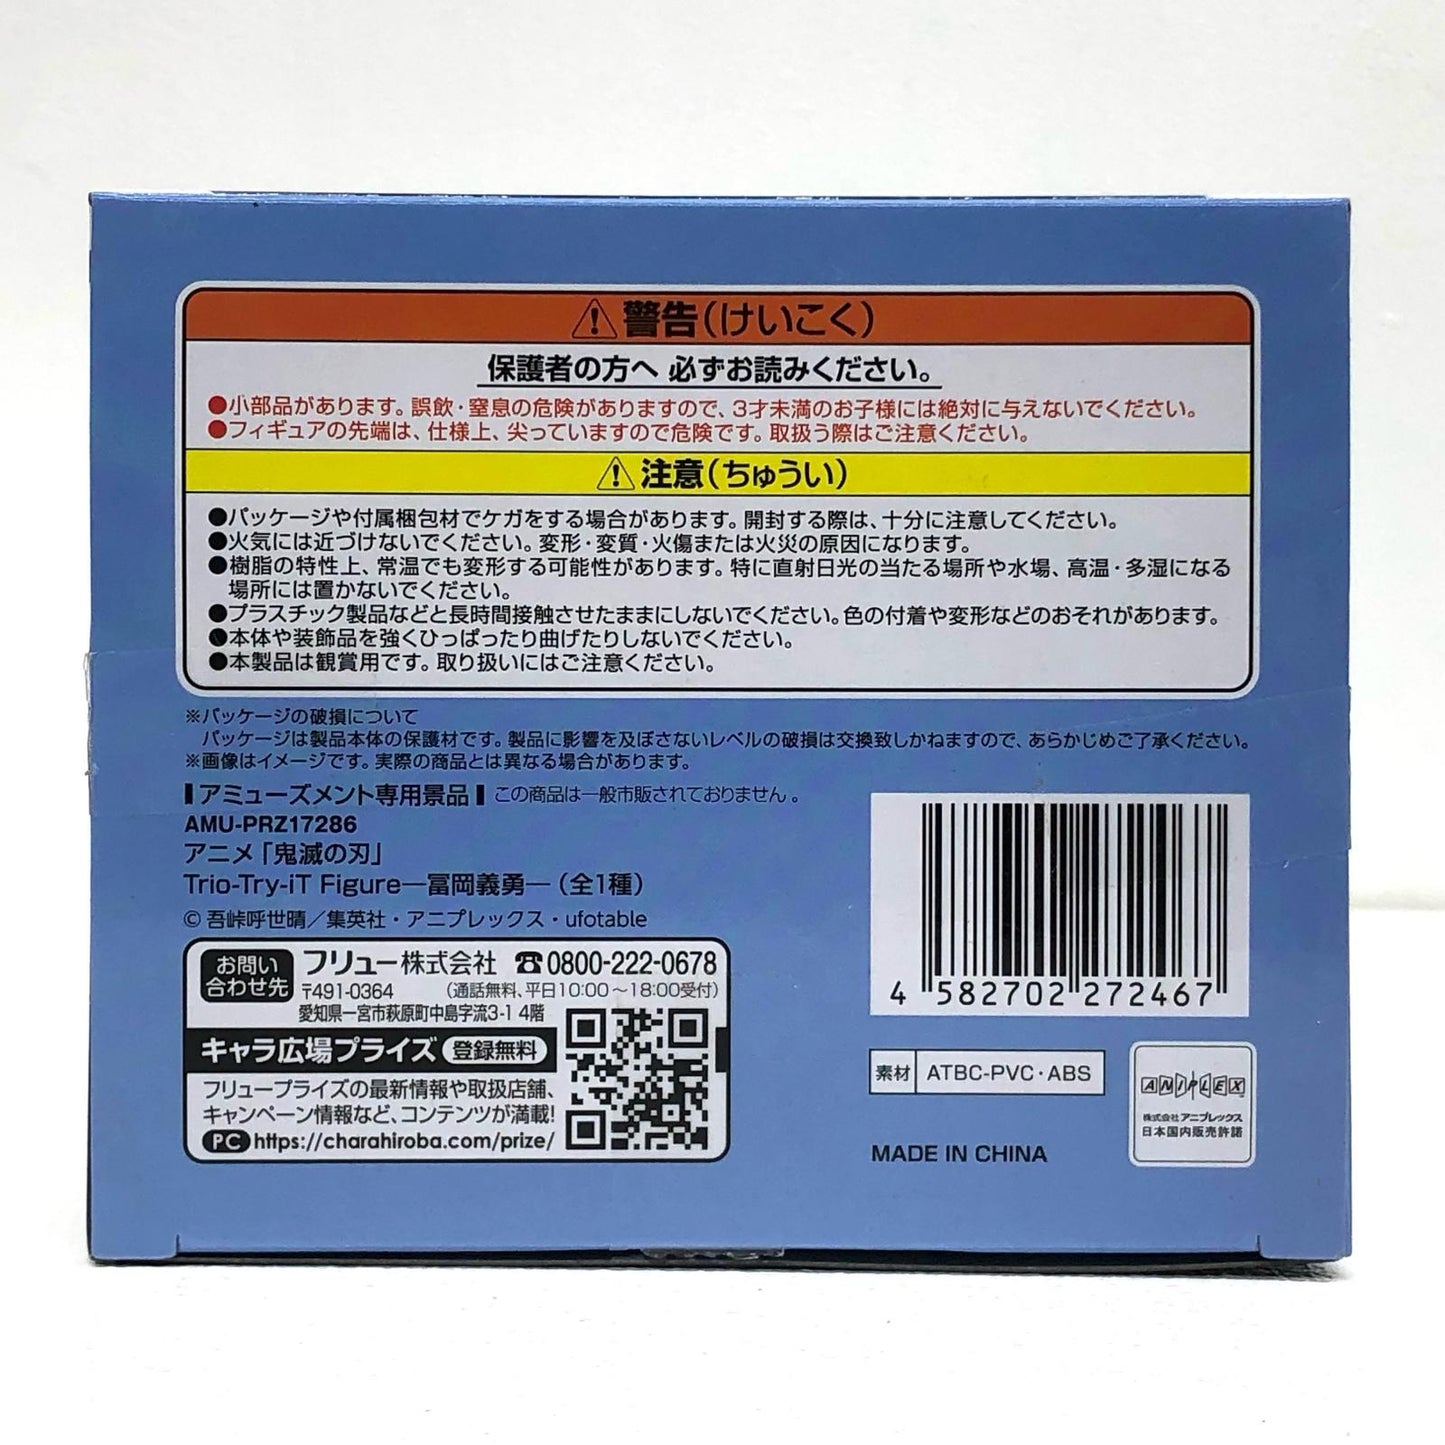 ⚠警告(けいこく)
保護者の方へ 必ずお読みください。
●小部品があります。誤飲・窒息の危険がありますので、3才未満のお子様には絶対に与えないでください。
●フィギュアの先端は、仕様上、尖っていますので危険です。取扱う際はご注意ください。
⚠注意(ちゅうい)
●パッケージや付属梱包材でケガをする場合があります。開封する際は、十分に注意してください。
●火気には近づけないでください。変形・変質・火傷または火災の原因になります。
●樹脂の特性上、常温でも変形する可能性があります。特に直射日光の当たる場所や水場、高温・多湿になる
場所には置かないでください。
●プラスチック製品などと長時間接触させたままにしないでください。色の付着や変形などのおそれがあります。
●本体や装飾品を強くひっぱったり曲げたりしないでください。
●本製品は観賞用です。取り扱いにはご注意ください。
※パッケージの破損について
パッケージは製品本体の保護材です。製品に影響を及ぼさないレベルの破損は交換致しかねますので、あらかじめご了承ください。
※画像はイメージです。実際の商品とは異なる場合があります。
アミューズメント専用景品 この商品は一般市販されておりません。
AMU-PRZ17286
アニメ「鬼滅の刃」
Trio-Try-iT Figure―冨岡義勇―(全1種)
©吾峠呼世晴/集英社・アニプレックス・ufotable
お問い合わせ先
フリュー株式会社 ☎0800-222-0678
〒491-0364 (通話無料、平日10:00~18:00受付)
愛知県一宮市萩原町中島字流3-1 4階
キャラ広場プライズ 登録無料
フリュープライズの最新情報や取扱店舗、
キャンペーン情報など、コンテンツが満載!
PC https://charahiroba.com/prize/
4 582702 272467
素材 ATBC-PVC・ABS
MADE IN CHINA
ANIPLEX
株式会社アニプレックス
日本国内販売許諾